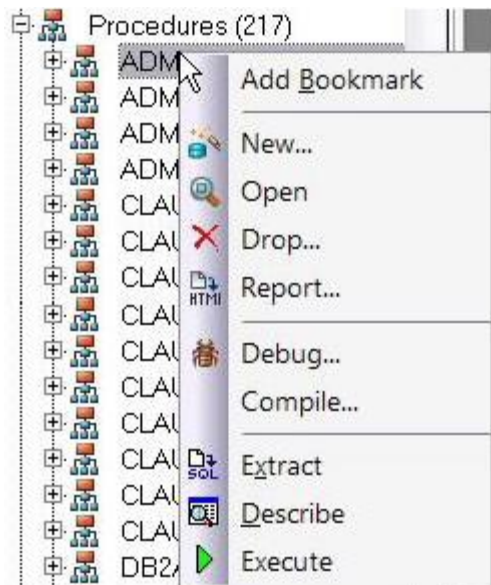 Procedures (217)
ADM
Add Bookmark
ADM
ADM
New...
ADM
Open
CLAU
CLAU
Drop...
CLAU
HTML
Report...
CLAU
CLAU
Debug...
CLAU
Compile...
CLAU
CLAU
SQL
Extract
CLAU
Describe
CLAU
DB2
Execute